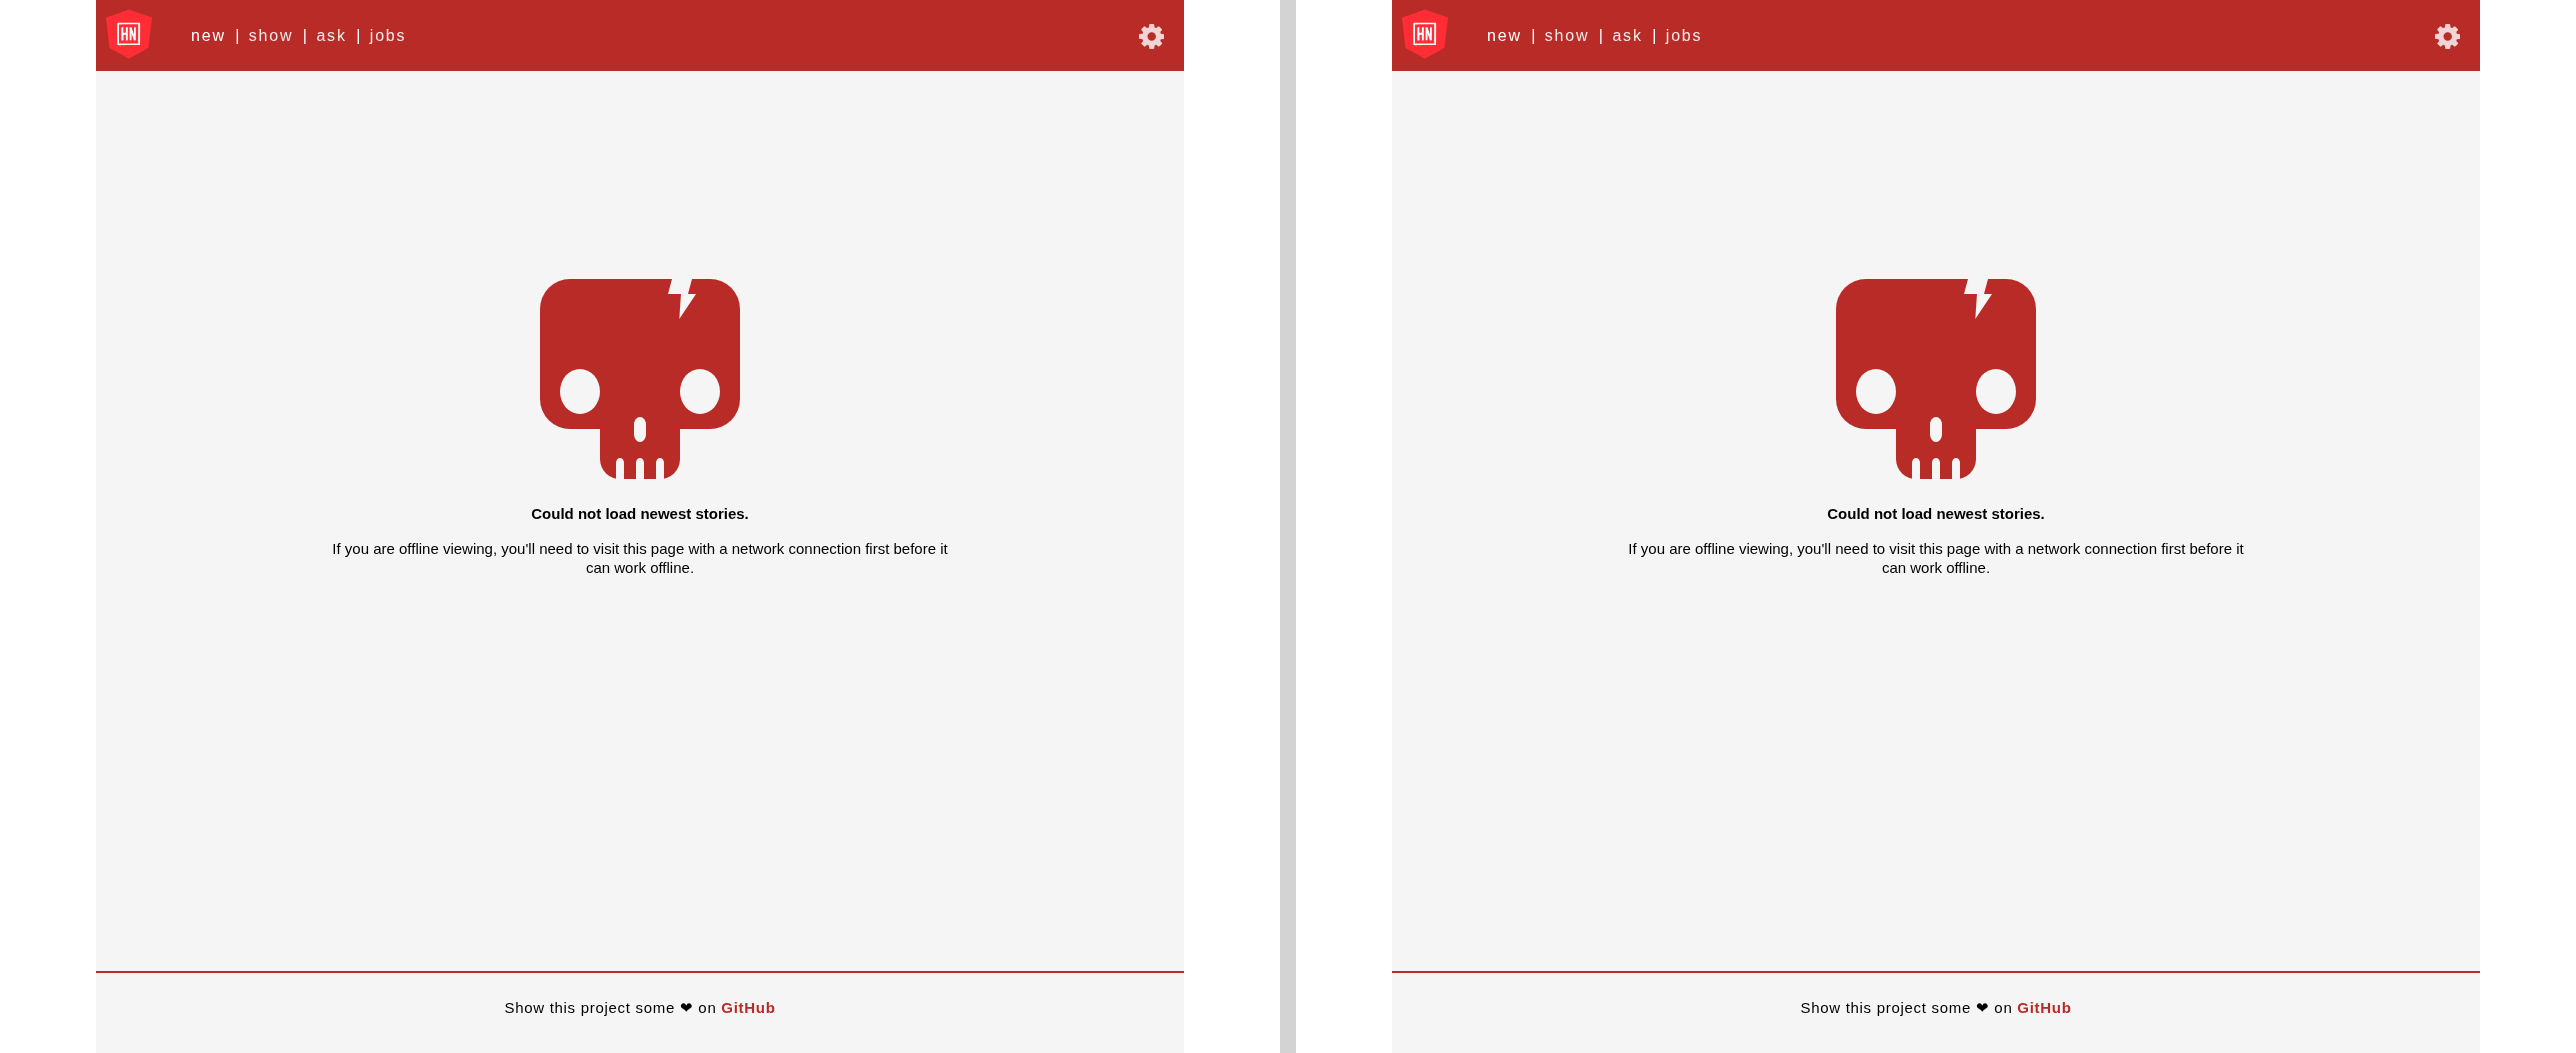 HN
new | show | ask | jobs
Could not load newest stories.
If you are offline viewing, you'll need to visit this page with a network connection first before it
can work offline.
Show this project some ❤ on GitHub
HN
new | show | ask | jobs
Could not load newest stories.
If you are offline viewing, you'll need to visit this page with a network connection first before it
can work offline.
Show this project some ❤ on GitHub